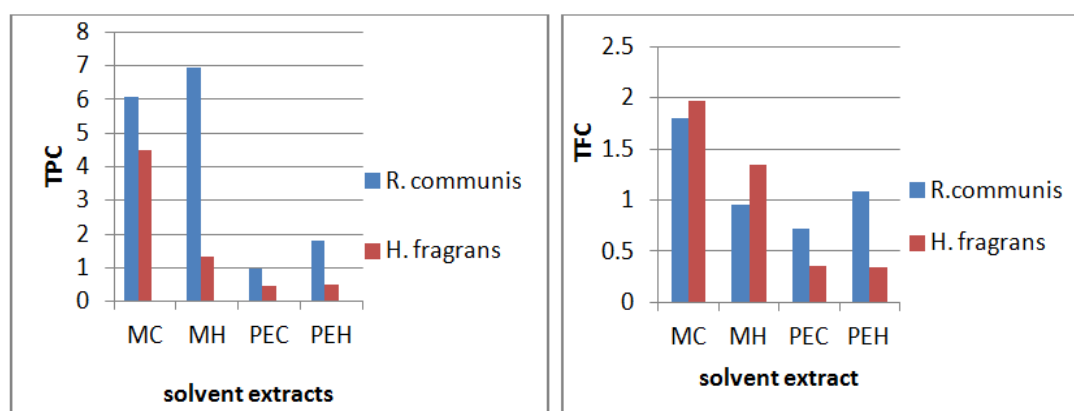 8
7
6
5
4
3
2
1
0
TPC
MC MH PEC PEH
solvent extracts
R. communis
H. fragrans
2.5
2
1.5
1
0.5
0
TFC
MC MH PEC PEH
solvent extract
R.communis
H. fragrans